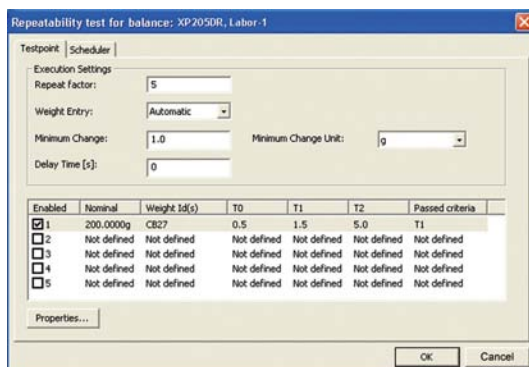 Repeatability test for balance: XP205DR, Labor-1
Testpoint Scheduler
Execution Settings
Repeat factor: 5
Weight Entry: Automatic
Minimum Change: 1.0 Minimum Change Unit: g
Delay Time [s]: 0
Enabled Nominal Weight Id(s) T0 T1 T2 Passed criteria
1 200.0000g CB27 0.5 1.5 5.0 T1
2 Not defined Not defined Not defined Not defined Not defined Not defined
3 Not defined Not defined Not defined Not defined Not defined Not defined
4 Not defined Not defined Not defined Not defined Not defined Not defined
5 Not defined Not defined Not defined Not defined Not defined Not defined
Properties...
OK Cancel